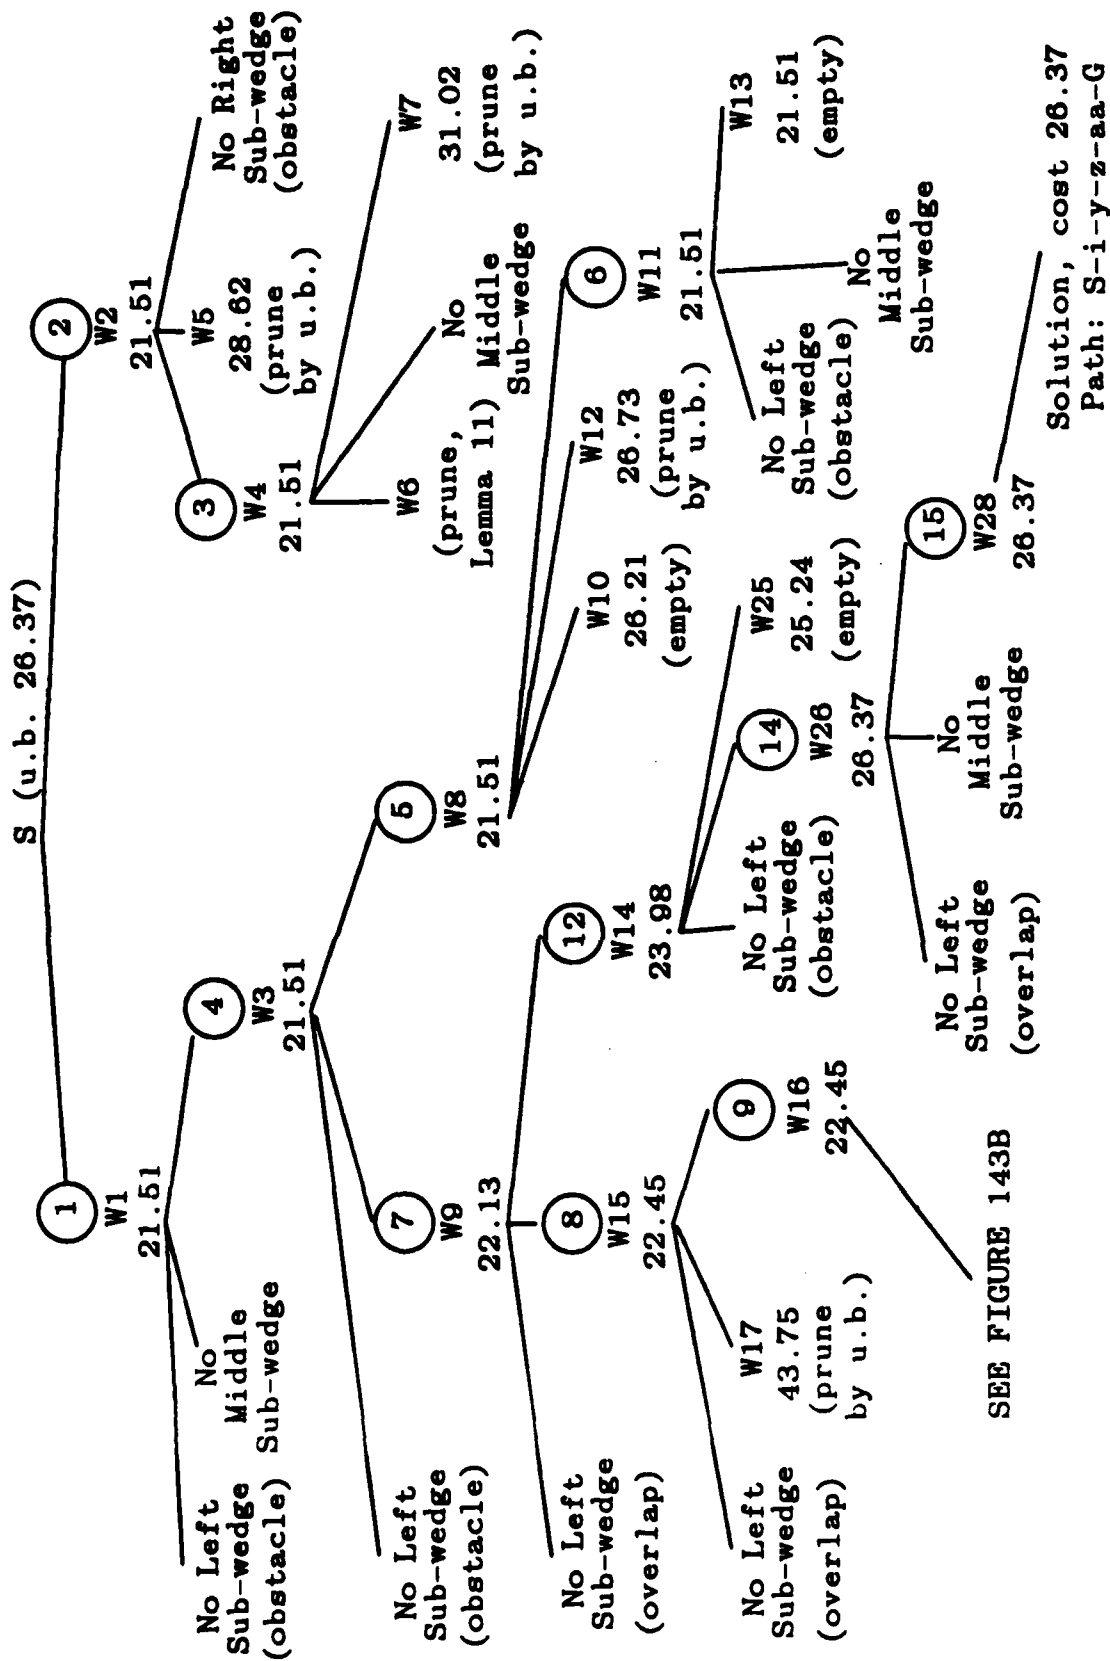 S (u.b. 26.37)
1
W1
21.51
2
W2
21.51
No Left
Sub-wedge
(obstacle)
No
Middle
Sub-wedge
4
W3
21.51
3
W4
21.51
W5
28.62
(prune
by u.b.)
No Right
Sub-wedge
(obstacle)
No Left
Sub-wedge
(obstacle)
7
W9
22.13
5
W8
21.51
W6
(prune,
Lemma 11)
No
Middle
Sub-wedge
W7
31.02
(prune
by u.b.)
No Left
Sub-wedge
(overlap)
8
W15
22.45
12
W14
23.98
W10
26.21
(empty)
W12
26.73
(prune
by u.b.)
6
W11
21.51
No Left
Sub-wedge
(overlap)
W17
43.75
(prune
by u.b.)
9
W16
22.45
No Left
Sub-wedge
(obstacle)
14
W26
26.37
W25
25.24
(empty)
No Left
Sub-wedge
(obstacle)
No
Middle
Sub-wedge
W13
21.51
(empty)
SEE FIGURE 143B
No Left
Sub-wedge
(overlap)
No
Middle
Sub-wedge
15
W28
26.37
Solution, cost 26.37
Path: S-i-y-z-aa-G